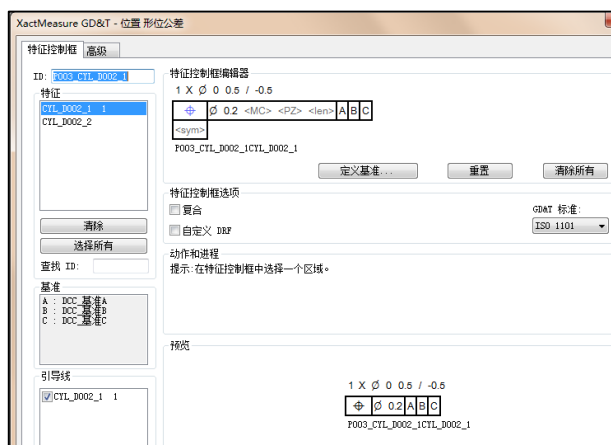 XactMeasure GD&T - 位置 形位公差
特征控制框
高级
ID: P003_CYL_D002_1
特征
CYL_D002_1 1
CYL_D002_2
清除
选择所有
查找 ID:
基准
A : DCC_基准A
B : DCC_基准B
C : DCC_基准C
引导线
CYL_D002_1 1
特征控制框编辑器
1 X Ø 0 0.5 / -0.5
⌖ Ø 0.2 <MC> <PZ> <len> A B C
<sym>
P003_CYL_D002_1CYL_D002_1
定义基准...
重置
清除所有
特征控制框选项
复合
自定义 DRF
GD&T 标准:
ISO 1101
动作和进程
提示:在特征控制框中选择一个区域。
预览
1 X Ø 0 0.5 / -0.5
⌖ Ø 0.2 A B C
P003_CYL_D002_1CYL_D002_1